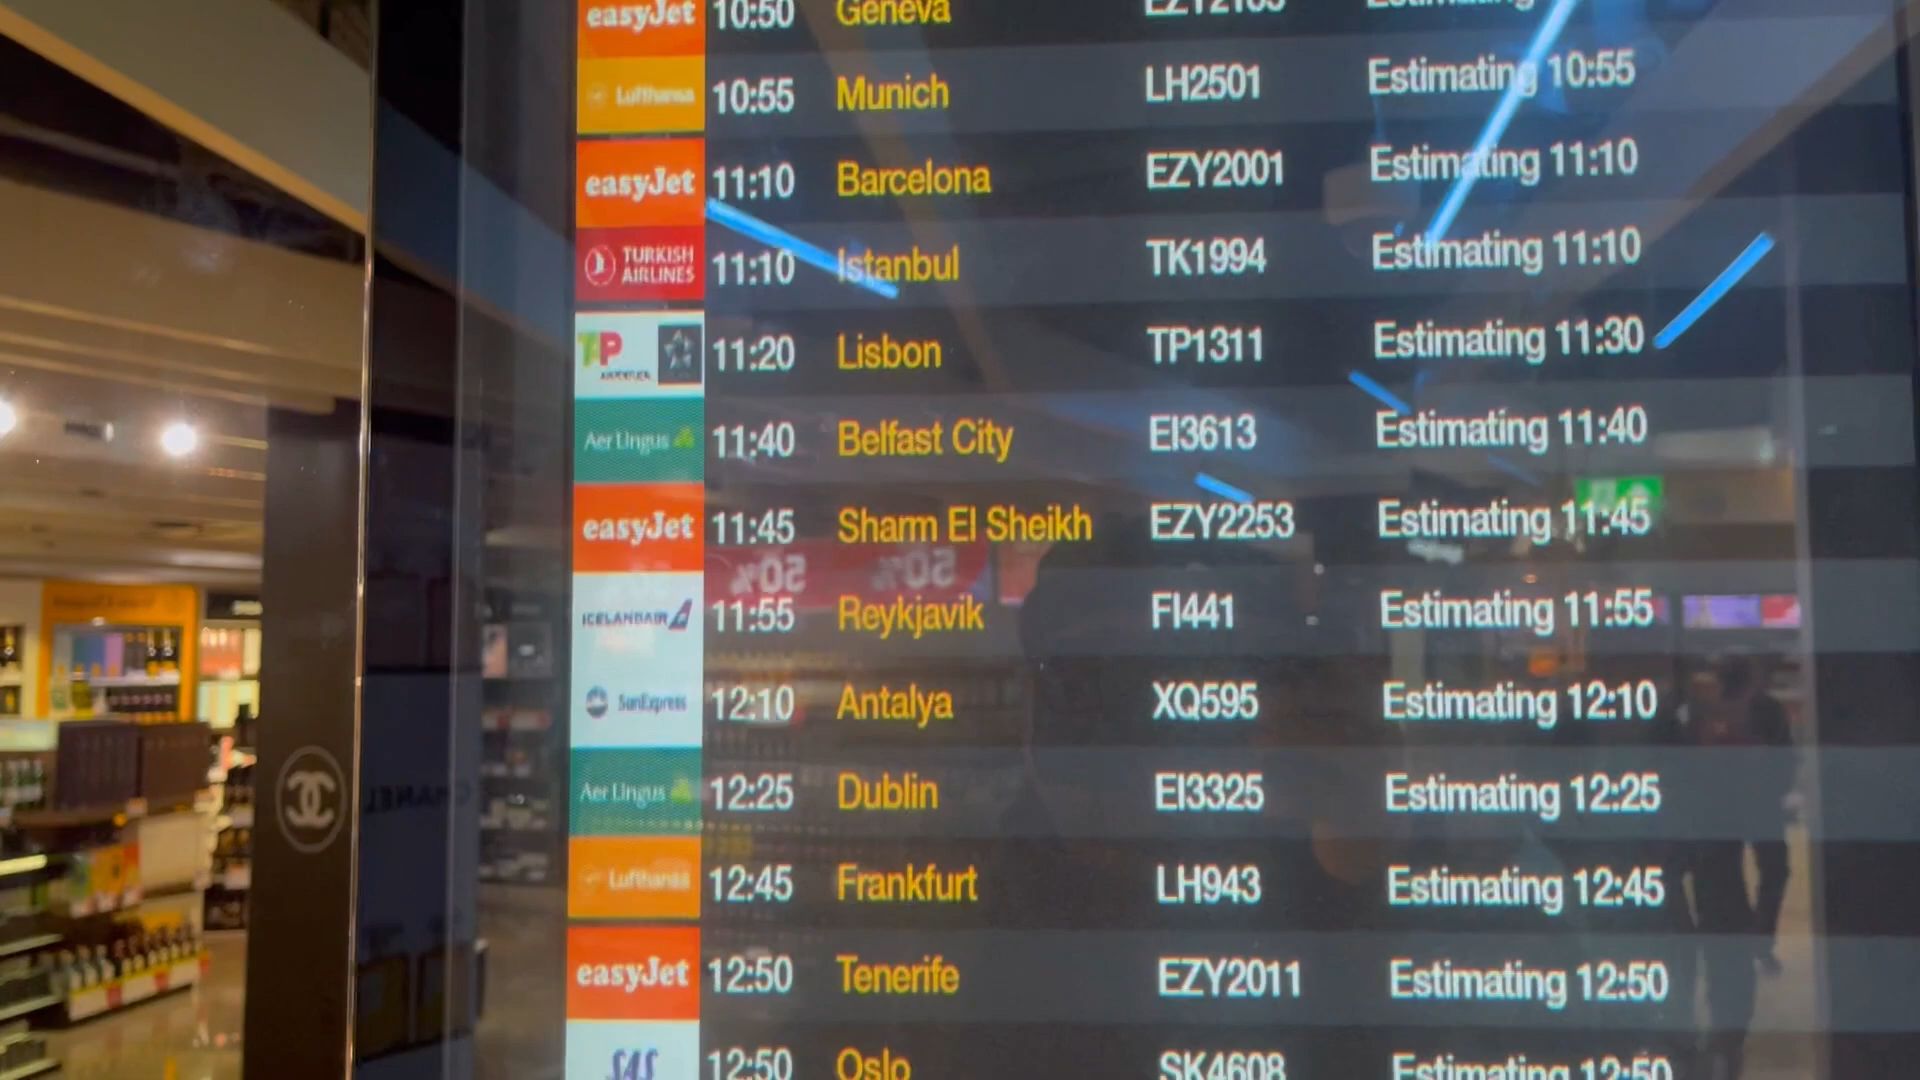 easyJet 10:50 Geneva EZY2165 Estimating
Lufthansa 10:55 Munich LH2501 Estimating 10:55
easyJet 11:10 Barcelona EZY2001 Estimating 11:10
TURKISH AIRLINES 11:10 Istanbul TK1994 Estimating 11:10
TP 11:20 Lisbon TP1311 Estimating 11:30
Aer Lingus 11:40 Belfast City EI3613 Estimating 11:40
easyJet 11:45 Sharm El Sheikh EZY2253 Estimating 11:45
50% 50%
ICELANDAIR 11:55 Reykjavik FI441 Estimating 11:55
SunExpress 12:10 Antalya XQ595 Estimating 12:10
CHANEL
Aer Lingus 12:25 Dublin EI3325 Estimating 12:25
Lufthansa 12:45 Frankfurt LH943 Estimating 12:45
easyJet 12:50 Tenerife EZY2011 Estimating 12:50
SAS 12:50 Oslo SK4608 Estimating 12:50